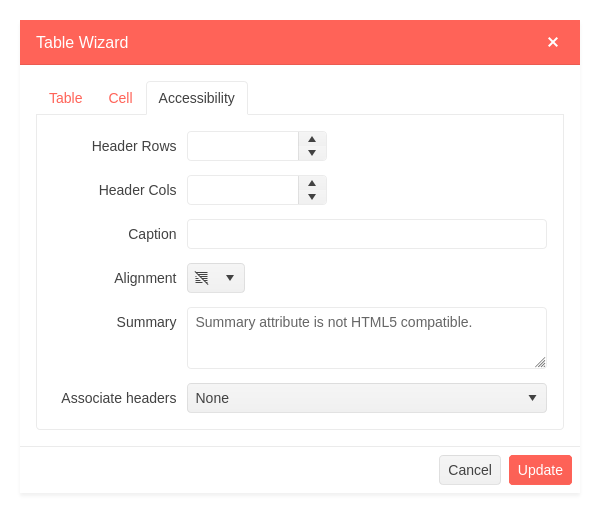 Table Wizard
Table Cell Accessibility
Header Rows
Header Cols
Caption
Alignment
Summary Summary attribute is not HTML5 compatible.
Associate headers None
Cancel Update